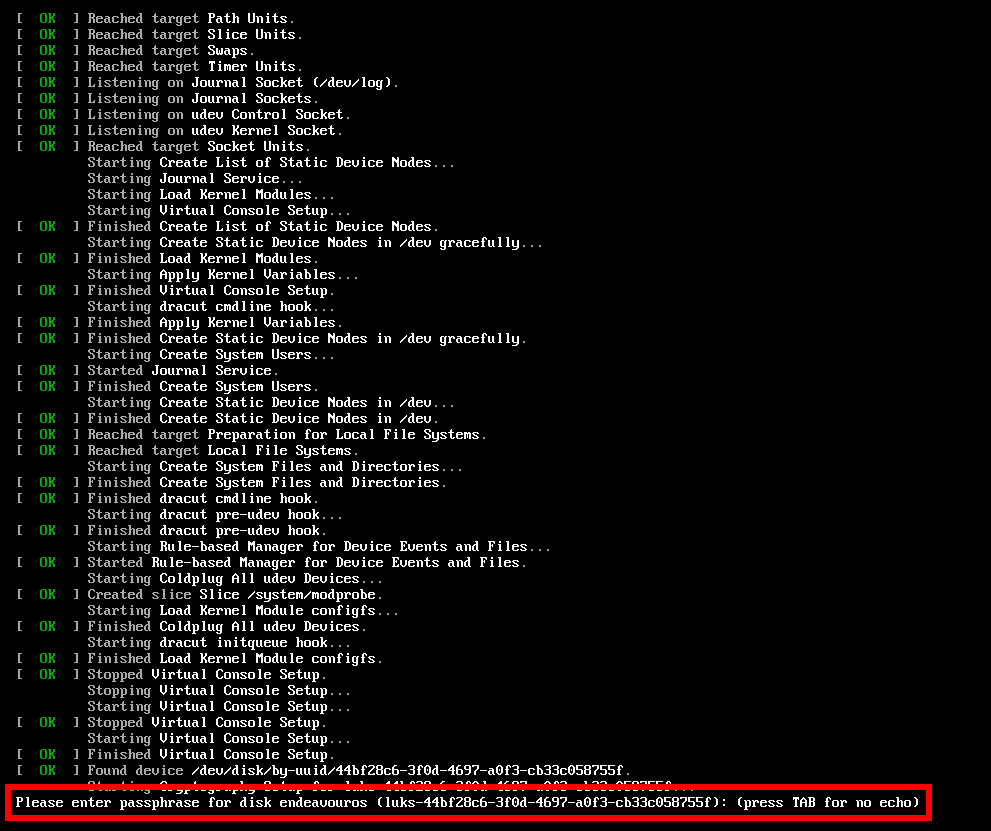 [  OK  ] Reached target Path Units.
[  OK  ] Reached target Slice Units.
[  OK  ] Reached target Swaps.
[  OK  ] Reached target Timer Units.
[  OK  ] Listening on Journal Socket (/dev/log).
[  OK  ] Listening on Journal Sockets.
[  OK  ] Listening on udev Control Socket.
[  OK  ] Listening on udev Kernel Socket.
[  OK  ] Reached target Socket Units.
Starting Create List of Static Device Nodes...
Starting Journal Service...
Starting Load Kernel Modules...
Starting Virtual Console Setup...
[  OK  ] Finished Create List of Static Device Nodes.
Starting Create Static Device Nodes in /dev gracefully...
[  OK  ] Finished Load Kernel Modules.
Starting Apply Kernel Variables...
[  OK  ] Finished Virtual Console Setup.
Starting dracut cmdline hook...
[  OK  ] Finished Apply Kernel Variables.
[  OK  ] Finished Create Static Device Nodes in /dev gracefully.
Starting Create System Users...
[  OK  ] Started Journal Service.
[  OK  ] Finished Create System Users.
Starting Create Static Device Nodes in /dev...
[  OK  ] Finished Create Static Device Nodes in /dev.
[  OK  ] Reached target Preparation for Local File Systems.
[  OK  ] Reached target Local File Systems.
Starting Create System Files and Directories...
[  OK  ] Finished Create System Files and Directories.
[  OK  ] Finished dracut cmdline hook.
Starting dracut pre-udev hook...
[  OK  ] Finished dracut pre-udev hook.
Starting Rule-based Manager for Device Events and Files...
[  OK  ] Started Rule-based Manager for Device Events and Files.
Starting Coldplug All udev Devices...
[  OK  ] Created slice Slice /system/modprobe.
Starting Load Kernel Module configfs...
[  OK  ] Finished Coldplug All udev Devices.
Starting dracut initqueue hook...
[  OK  ] Finished Load Kernel Module configfs.
[  OK  ] Stopped Virtual Console Setup.
Stopping Virtual Console Setup...
Starting Virtual Console Setup...
[  OK  ] Stopped Virtual Console Setup.
Starting Virtual Console Setup...
[  OK  ] Finished Virtual Console Setup.
[  OK  ] Found device /dev/disk/by-uuid/44bf28c6-3f0d-4697-a0f3-cb33c058755f.
Starting Cryptography Setup for luks-44bf28c6-3f0d-4697-a0f3-cb33c058755f...
Please enter passphrase for disk endeavouros (luks-44bf28c6-3f0d-4697-a0f3-cb33c058755f): (press TAB for no echo)